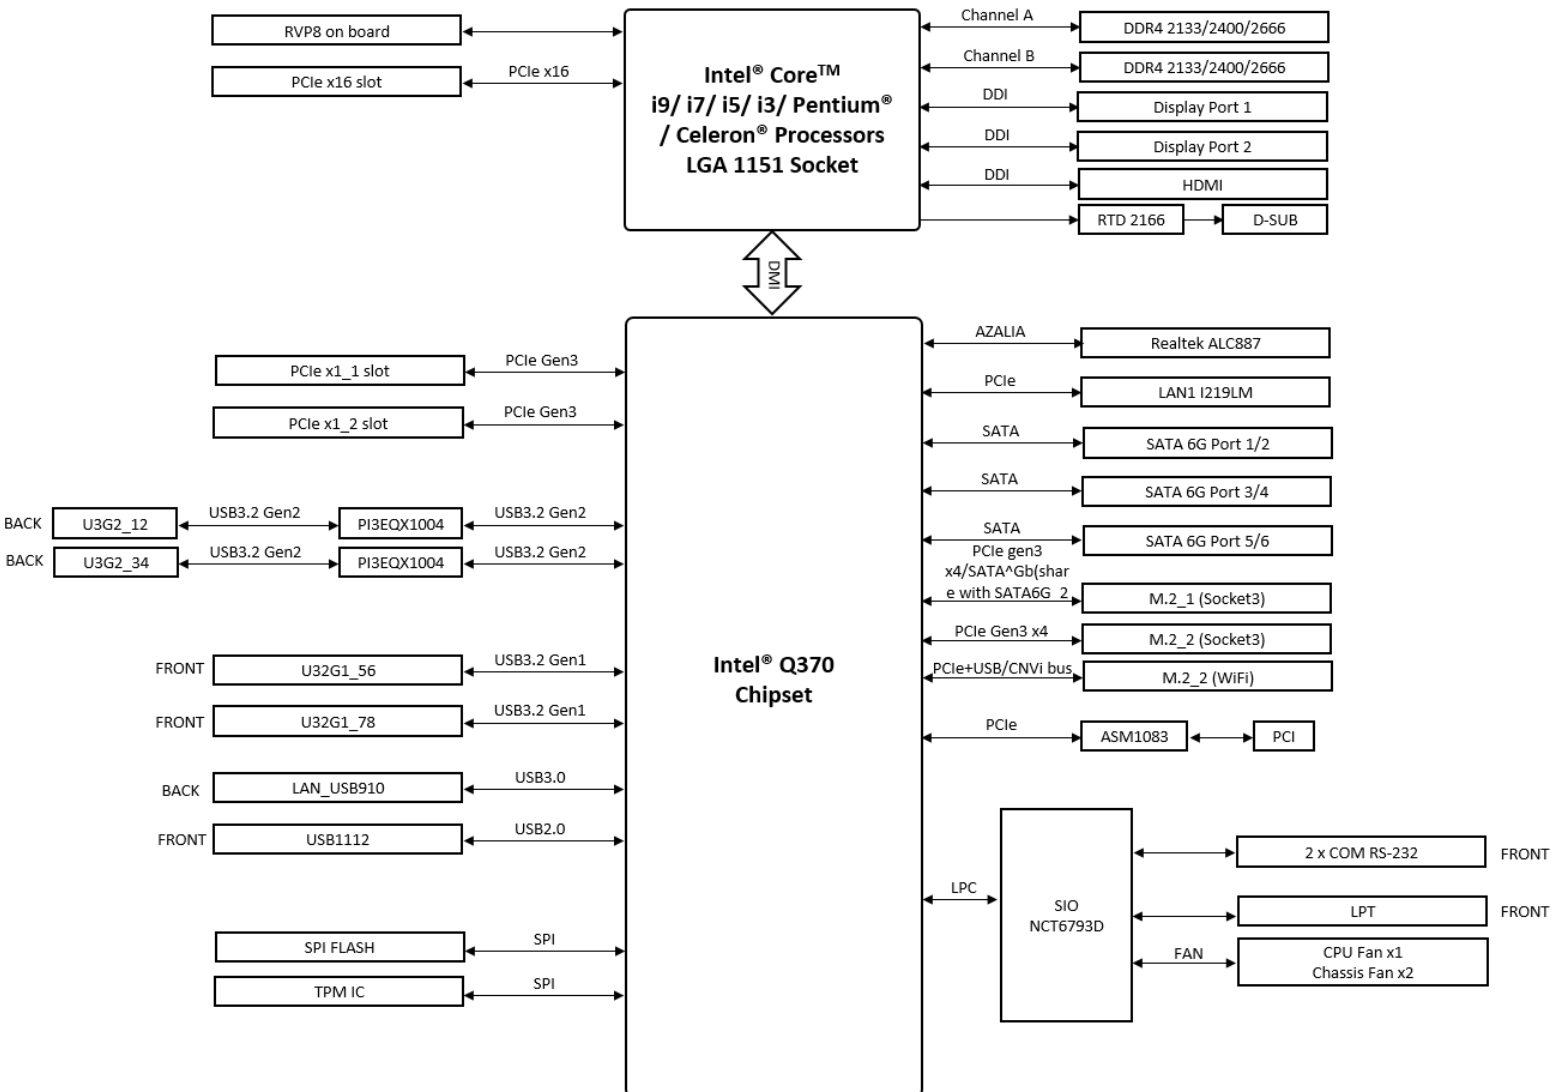 RVP8 on board
PCIe x16 slot
PCIe x16
Intel® Core™
i9/ i7/ i5/ i3/ Pentium®
/ Celeron® Processors
LGA 1151 Socket
Channel A
DDR4 2133/2400/2666
Channel B
DDR4 2133/2400/2666
DDI
Display Port 1
DDI
Display Port 2
DDI
HDMI
RTD 2166
D-SUB
DMI
PCIe x1_1 slot
PCIe Gen3
PCIe x1_2 slot
PCIe Gen3
BACK
U3G2_12
USB3.2 Gen2
PI3EQX1004
USB3.2 Gen2
BACK
U3G2_34
USB3.2 Gen2
PI3EQX1004
USB3.2 Gen2
FRONT
U32G1_56
USB3.2 Gen1
FRONT
U32G1_78
USB3.2 Gen1
BACK
LAN_USB910
USB3.0
FRONT
USB1112
USB2.0
SPI FLASH
SPI
TPM IC
SPI
Intel® Q370
Chipset
AZALIA
Realtek ALC887
PCIe
LAN1 I219LM
SATA
SATA 6G Port 1/2
SATA
SATA 6G Port 3/4
SATA
SATA 6G Port 5/6
PCIe gen3
x4/SATA^Gb(shar
e with SATA6G_2
M.2_1 (Socket3)
PCIe Gen3 x4
M.2_2 (Socket3)
PCIe+USB/CNVi bus
M.2_2 (WiFi)
PCIe
ASM1083
PCI
LPC
SIO
NCT6793D
2 x COM RS-232
FRONT
LPT
FRONT
FAN
CPU Fan x1
Chassis Fan x2